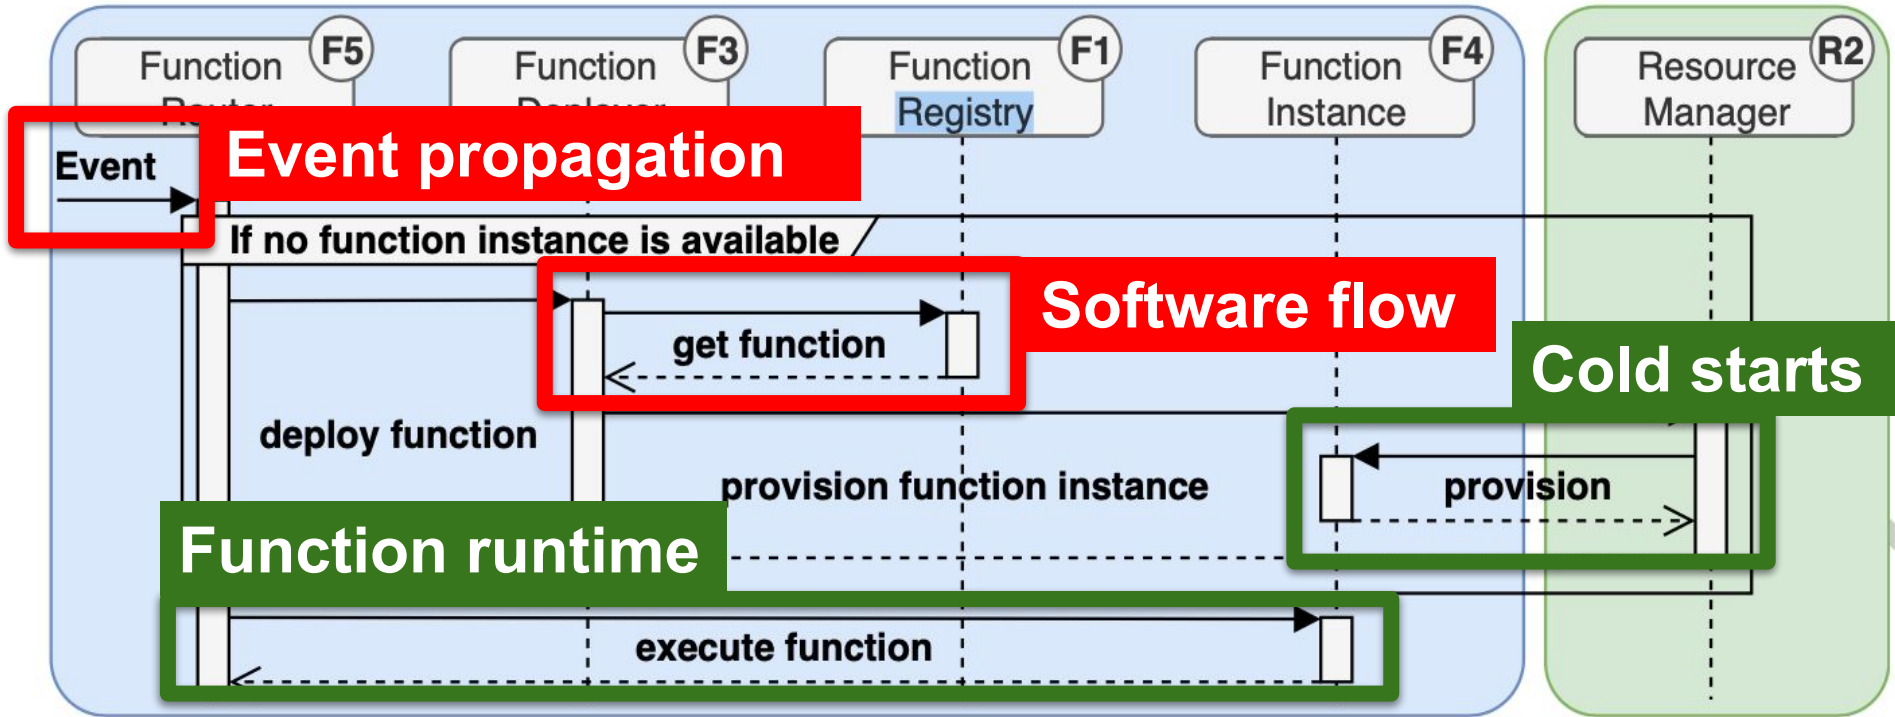 Function
F5
Function
F3
Function
F1
Function
F4
Resource
R2
Registry
Instance
Manager
Event
Event propagation
If no function instance is available
Software flow
get function
Cold starts
deploy function
provision function instance
provision
Function runtime
execute function